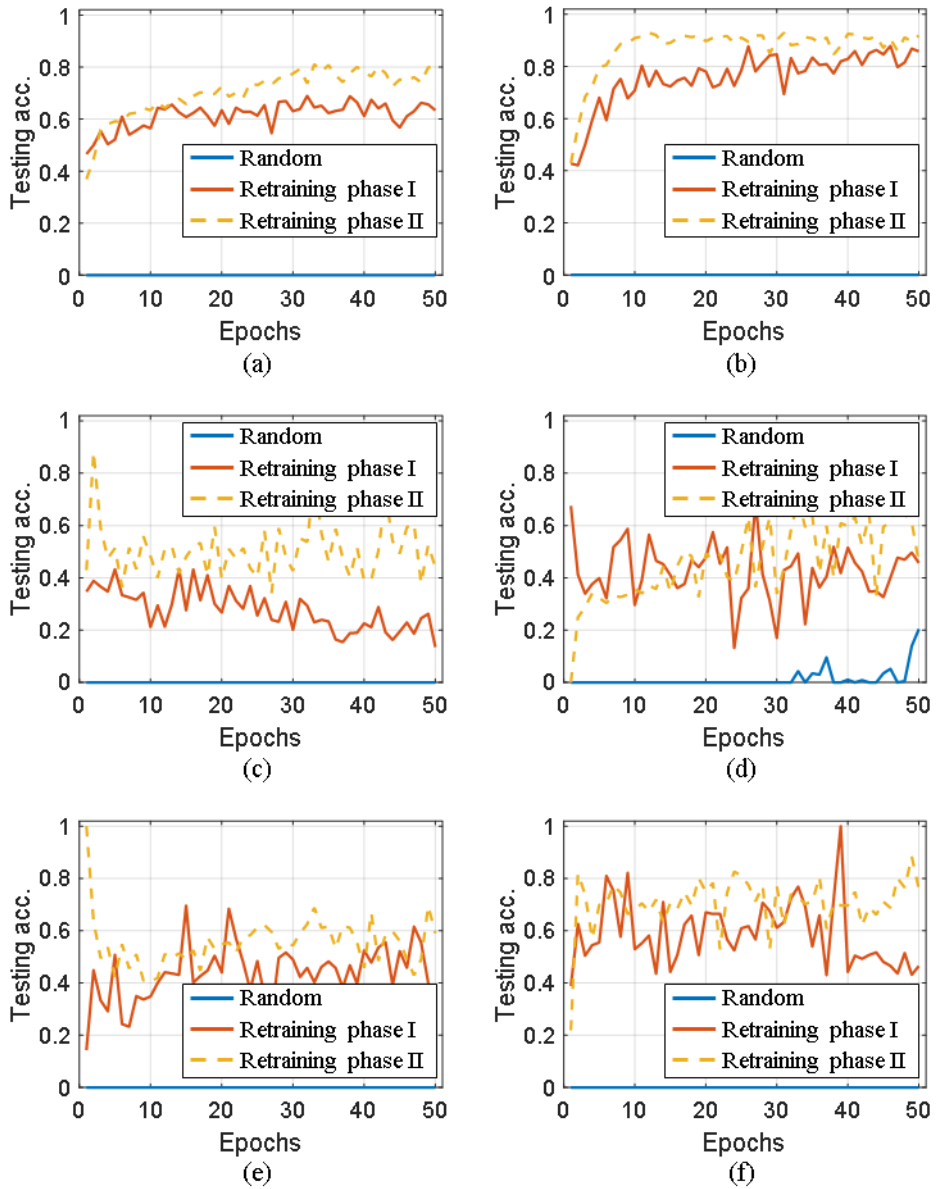 1
0.8
0.6
0.4
0.2
0
Testing acc.
Random
Retraining phase I
Retraining phase II
0 10 20 30 40 50
Epochs
(a)
1
0.8
0.6
0.4
0.2
0
Testing acc.
Random
Retraining phase I
Retraining phase II
0 10 20 30 40 50
Epochs
(b)
1
0.8
0.6
0.4
0.2
0
Testing acc.
Random
Retraining phase I
Retraining phase II
0 10 20 30 40 50
Epochs
(c)
1
0.8
0.6
0.4
0.2
0
Testing acc.
Random
Retraining phase I
Retraining phase II
0 10 20 30 40 50
Epochs
(d)
1
0.8
0.6
0.4
0.2
0
Testing acc.
Random
Retraining phase I
Retraining phase II
0 10 20 30 40 50
Epochs
(e)
1
0.8
0.6
0.4
0.2
0
Testing acc.
Random
Retraining phase I
Retraining phase II
0 10 20 30 40 50
Epochs
(f)